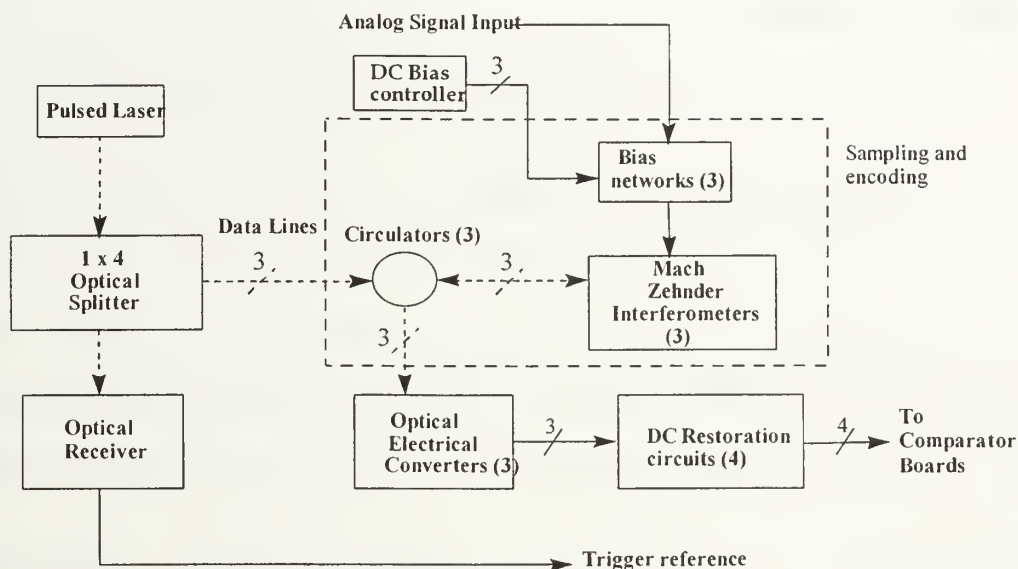 Analog Signal Input
3
DC Bias
controller
Pulsed Laser
Bias
networks (3)
Sampling and
encoding
Data Lines
Circulators (3)
1 x 4
Optical
Splitter
3
3
Mach
Zehnder
Interferometers
(3)
3
Optical
Receiver
Optical
Electrical
Converters (3)
3
DC Restoration
circuits (4)
4
To
Comparator
Boards
Trigger reference